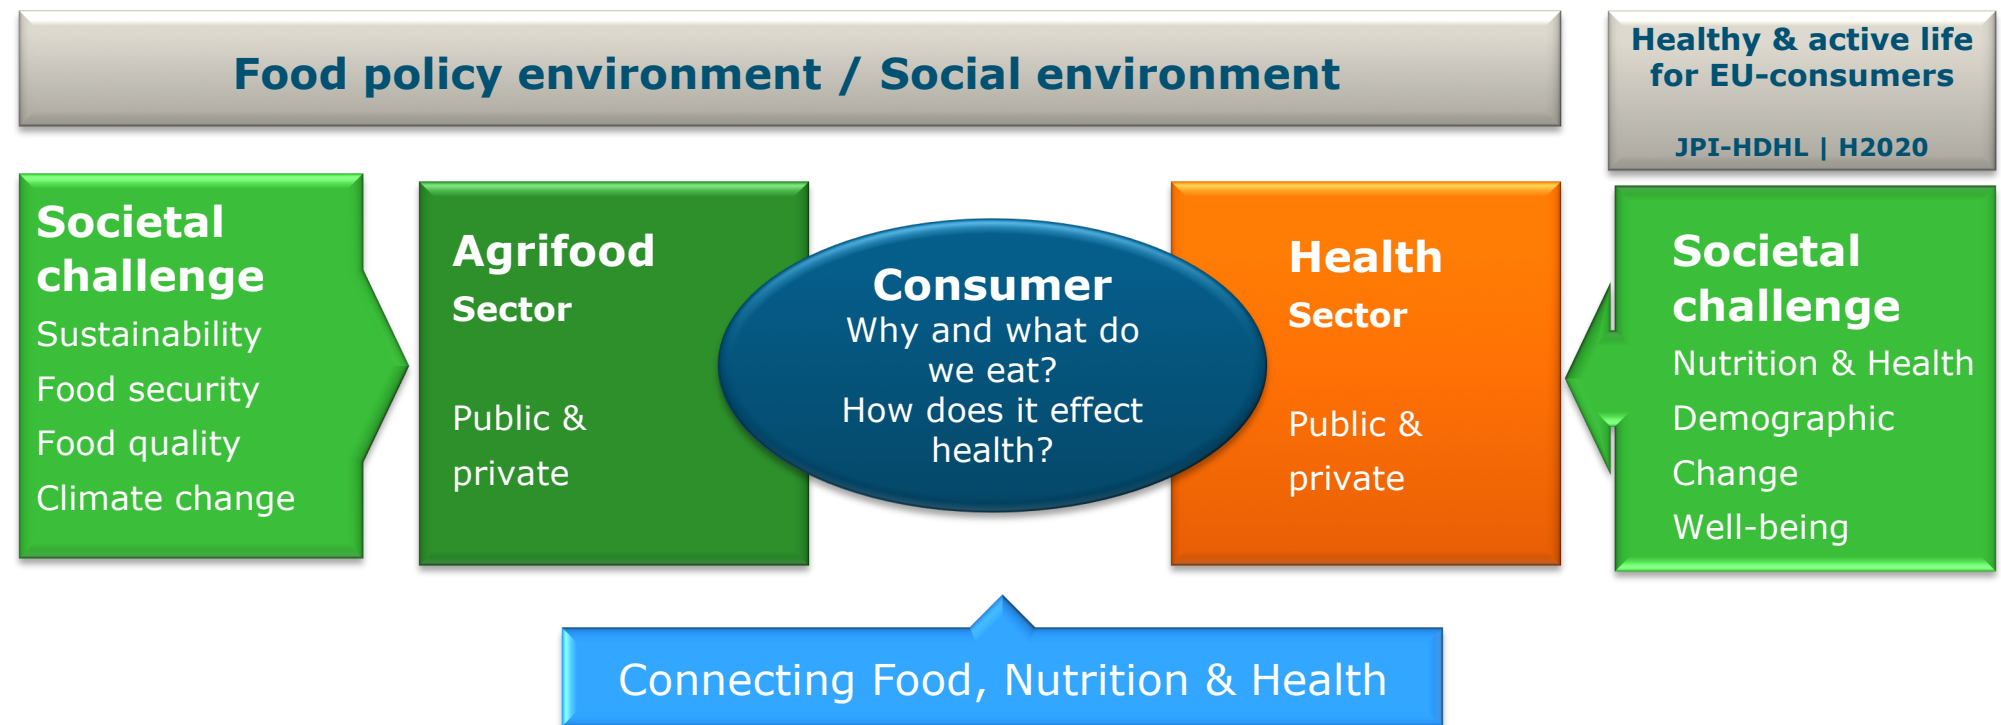 Food policy environment / Social environment
Healthy & active life
for EU-consumers
JPI-HDHL | H2020
Societal
challenge
Sustainability
Food security
Food quality
Climate change
Agrifood
Sector
Public &
private
Consumer
Why and what do
we eat?
How does it effect
health?
Health
Sector
Public &
private
Societal
challenge
Nutrition & Health
Demographic
Change
Well-being
Connecting Food, Nutrition & Health